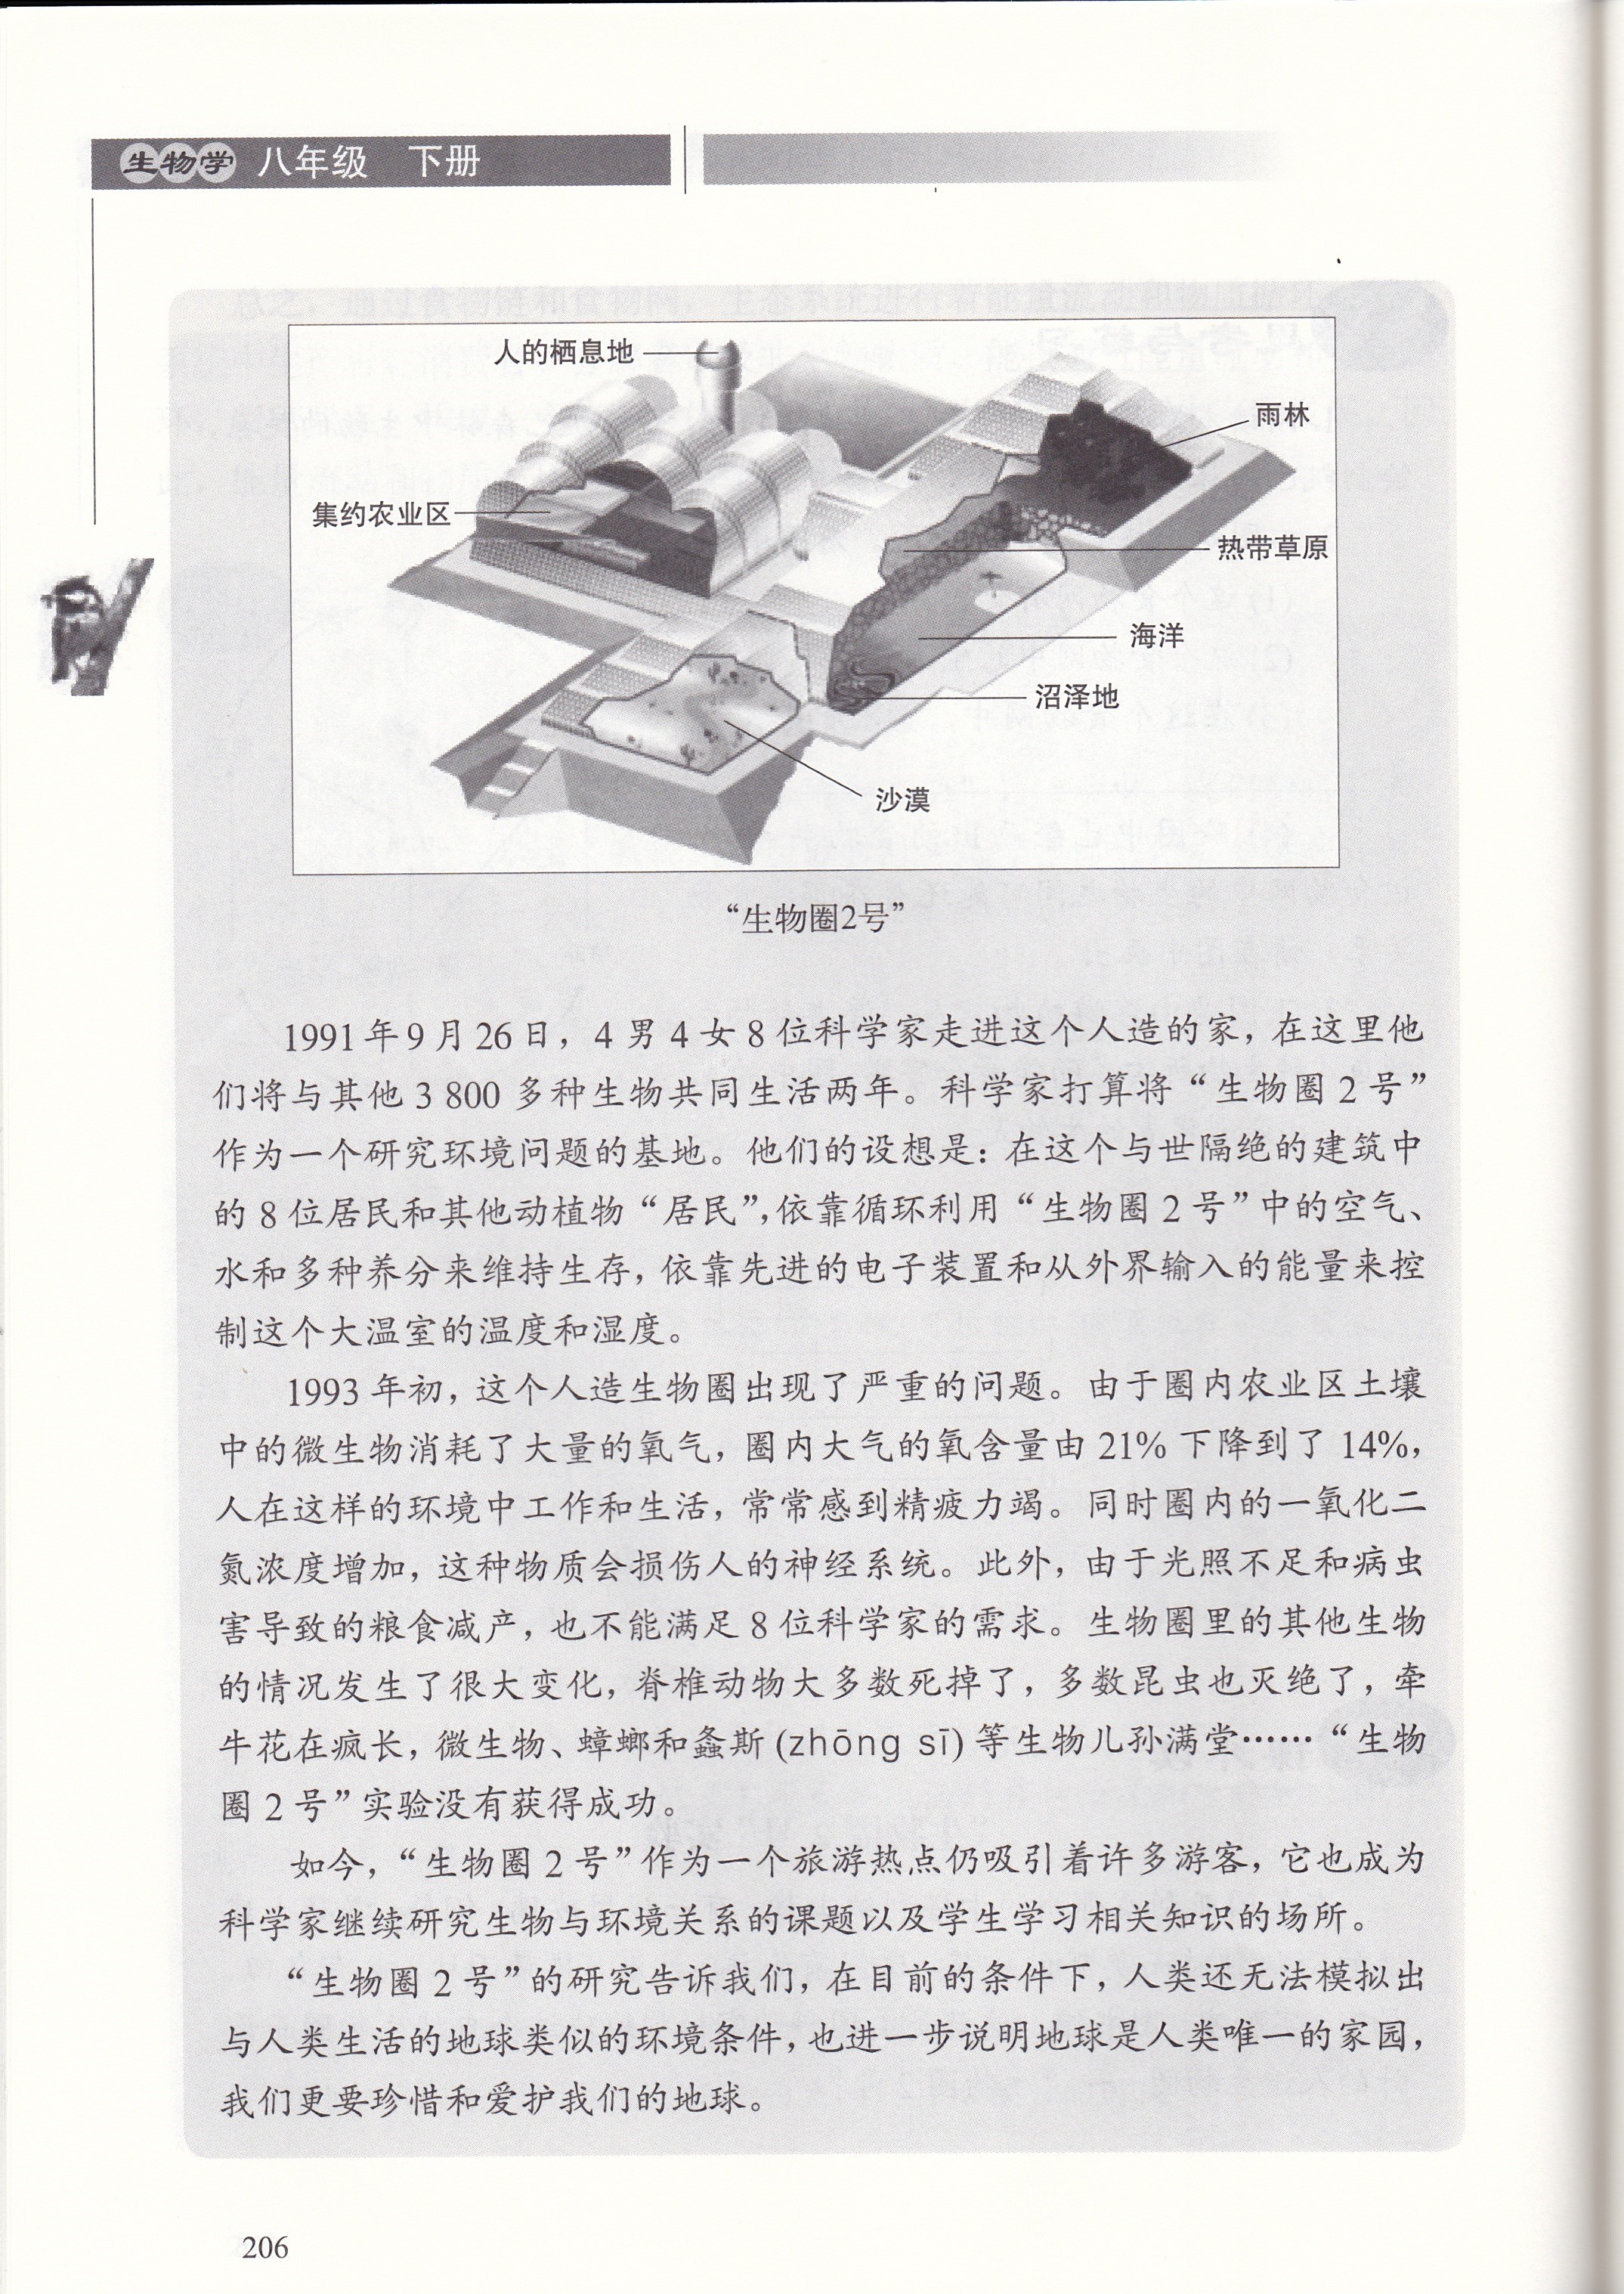 生物学 八年级 下册
人的栖息地
雨林
集约农业区
热带草原
海洋
沼泽地
沙漠
“生物圈2号”
1991年9月26日，4男4女8位科学家走进这个人造的家，在这里他
们将与其他3 800多种生物共同生活两年。科学家打算将“生物圈2号”
作为一个研究环境问题的基地。他们的设想是：在这个与世隔绝的建筑中
的8位居民和其他动植物“居民”，依靠循环利用“生物圈2号”中的空气、
水和多种养分来维持生存，依靠先进的电子装置和从外界输入的能量来控
制这个大温室的温度和湿度。
1993年初，这个人造生物圈出现了严重的问题。由于圈内农业区土壤
中的微生物消耗了大量的氧气，圈内大气的氧含量由21%下降到了14%，
人在这样的环境中工作和生活，常常感到精疲力竭。同时圈内的一氧化二
氮浓度增加，这种物质会损伤人的神经系统。此外，由于光照不足和病虫
害导致的粮食减产，也不能满足8位科学家的需求。生物圈里的其他生物
的情况发生了很大变化，脊椎动物大多数死掉了，多数昆虫也灭绝了，牵
牛花在疯长，微生物、蟑螂和螽斯(zhōng sī)等生物儿孙满堂……“生物
圈2号”实验没有获得成功。
如今，“生物圈2号”作为一个旅游热点仍吸引着许多游客，它也成为
科学家继续研究生物与环境关系的课题以及学生学习相关知识的场所。
“生物圈2号”的研究告诉我们，在目前的条件下，人类还无法模拟出
与人类生活的地球类似的环境条件，也进一步说明地球是人类唯一的家园，
我们更要珍惜和爱护我们的地球。
206